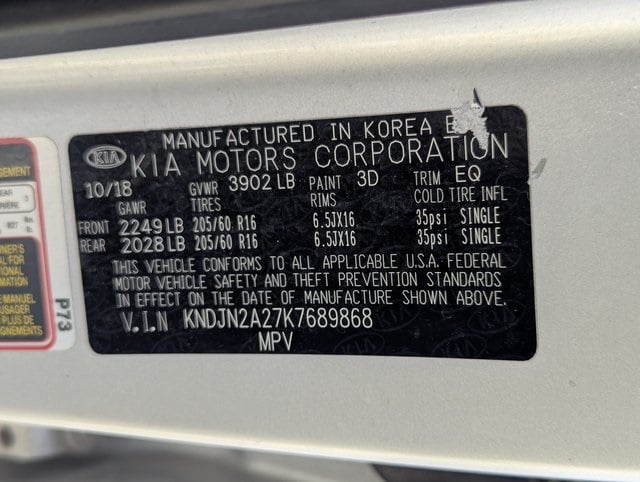 MANUFACTURED IN KOREA
KIA KIA MOTORS CORPORATION
10/18 GVWR 3902 LB PAINT 3D TRIM EQ
GAWR TIRES RIMS COLD TIRE INFL
FRONT 2249 LB 205/60 R16 6.5JX16 35psi SINGLE
REAR 2028 LB 205/60 R16 6.5JX16 35psi SINGLE
THIS VEHICLE CONFORMS TO ALL APPLICABLE U.S.A. FEDERAL
MOTOR VEHICLE SAFETY AND THEFT PREVENTION STANDARDS
IN EFFECT ON THE DATE OF MANUFACTURE SHOWN ABOVE.
V.I.N KNDJN2A27K7689868
MPV
P73